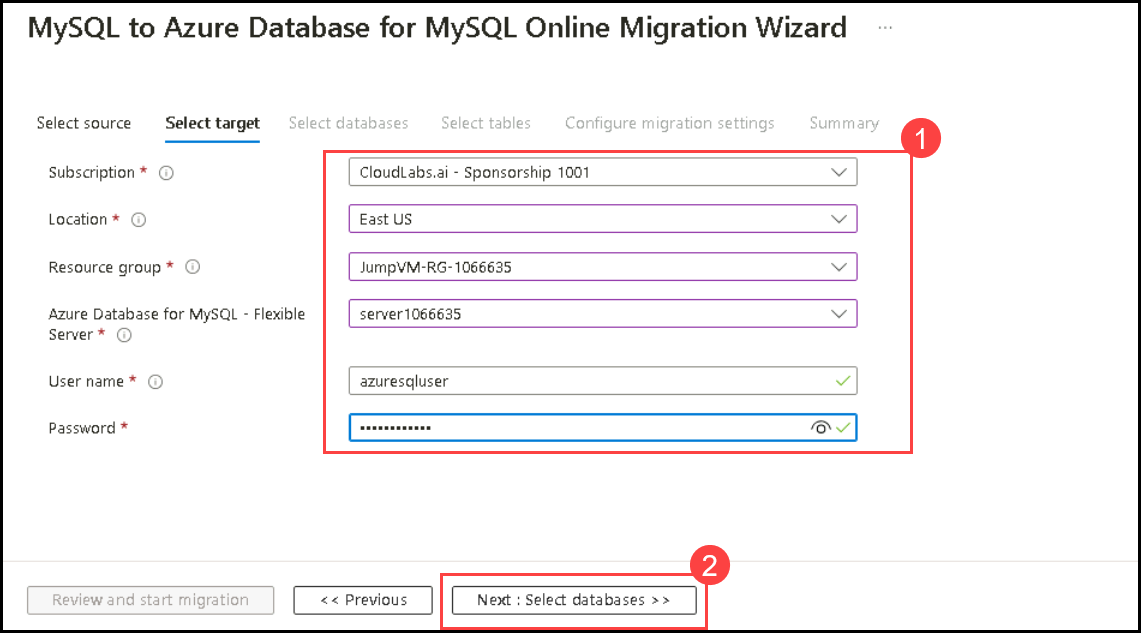 MySQL to Azure Database for MySQL Online Migration Wizard ...
Select source Select target Select databases Select tables Configure migration settings Summary
1
Subscription * CloudLabs.ai - Sponsorship 1001
Location * East US
Resource group * JumpVM-RG-1066635
Azure Database for MySQL - Flexible
Server * server1066635
User name * azuresqluser
Password * ••••••••••••
2
Review and start migration << Previous Next : Select databases >>